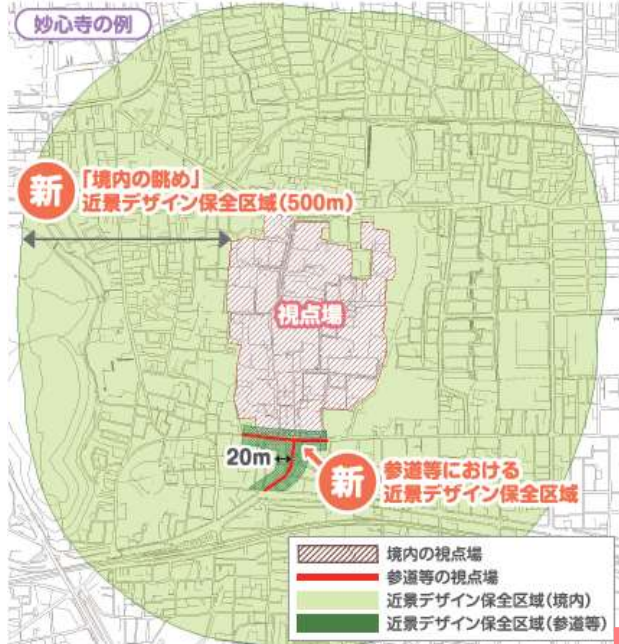 妙心寺の例
新
「境内の眺め」
近景デザイン保全区域(500m)
視点場
20m
新
参道等における
近景デザイン保全区域
境内の視点場
参道等の視点場
近景デザイン保全区域(境内)
近景デザイン保全区域(参道等)